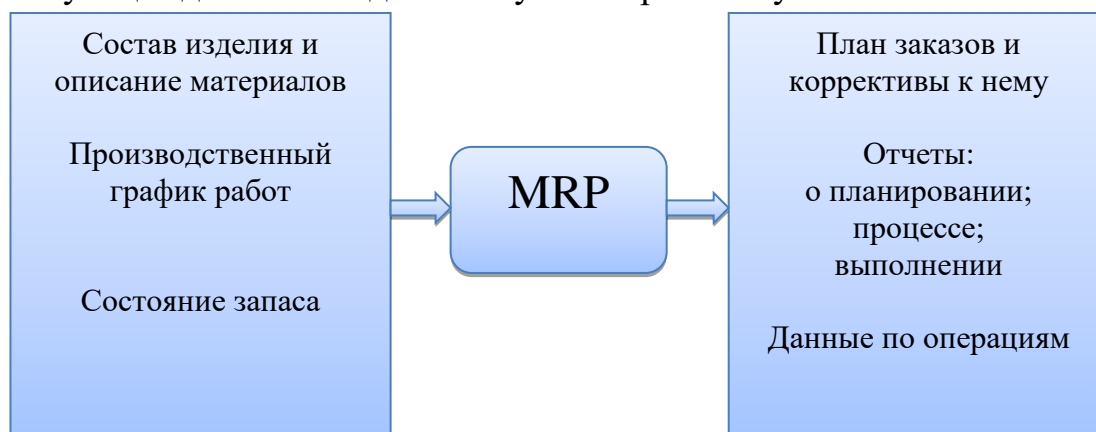 Состав изделия и
описание материалов
Производственный
график работ
Состояние запаса
MRP
План заказов и
коррективы к нему
Отчеты:
о планировании;
процессе;
выполнении
Данные по операциям